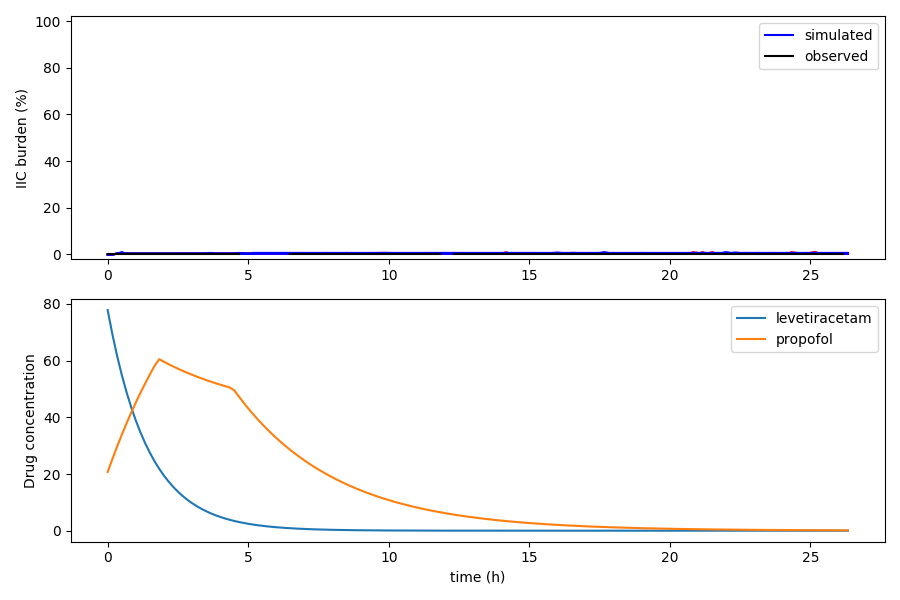 IIC burden (%)
100
80
60
40
20
0
simulated
observed
0 5 10 15 20 25
Drug concentration
80
60
40
20
0
levetiracetam
propofol
0 5 10 15 20 25
time (h)